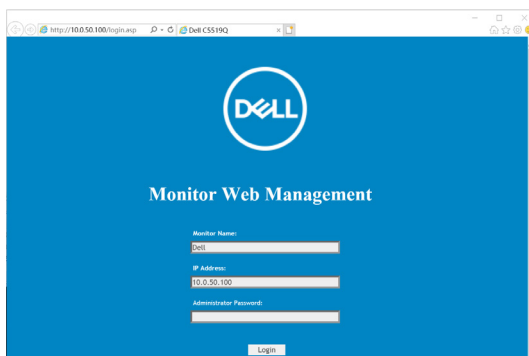 http://10.0.50.100/login.asp
Dell C5519Q
DELL
Monitor Web Management
Monitor Name:
Dell
IP Address:
10.0.50.100
Administrator Password:
Login